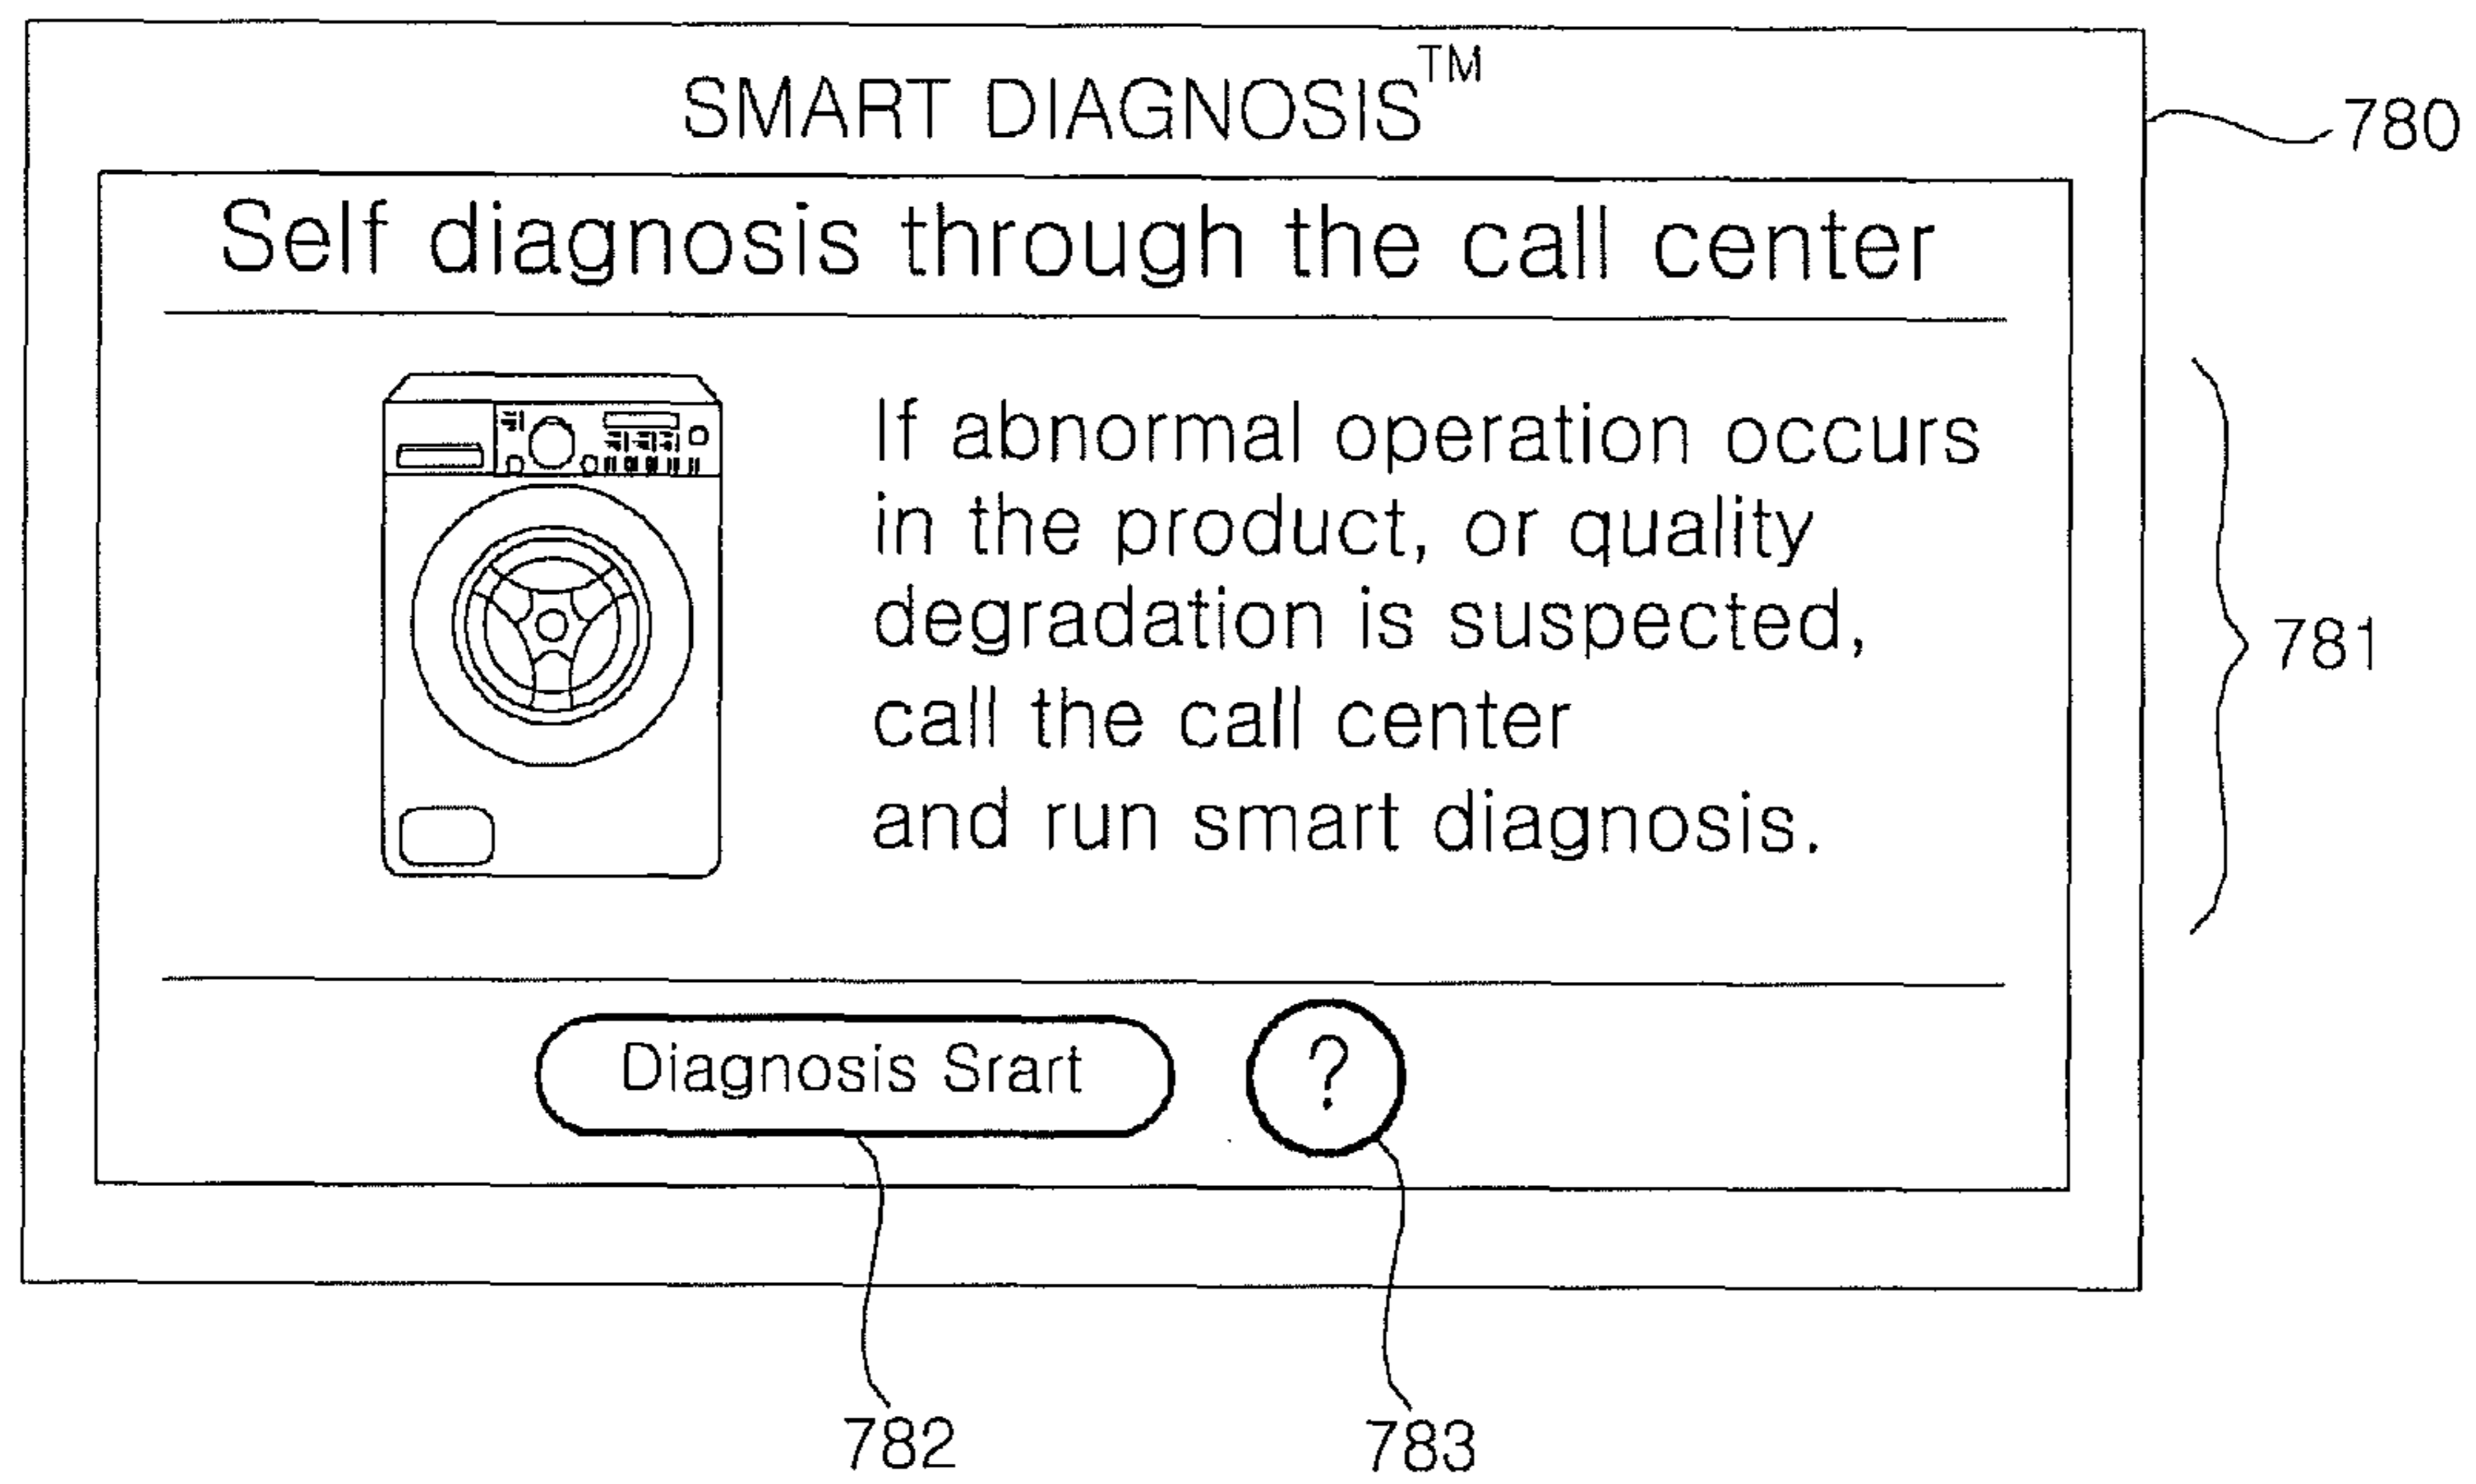 SMART DIAGNOSIS™
780
Self diagnosis through the call center
If abnormal operation occurs
in the product, or quality
degradation is suspected,
call the call center
and run smart diagnosis.
781
Diagnosis Srart
?
782
783